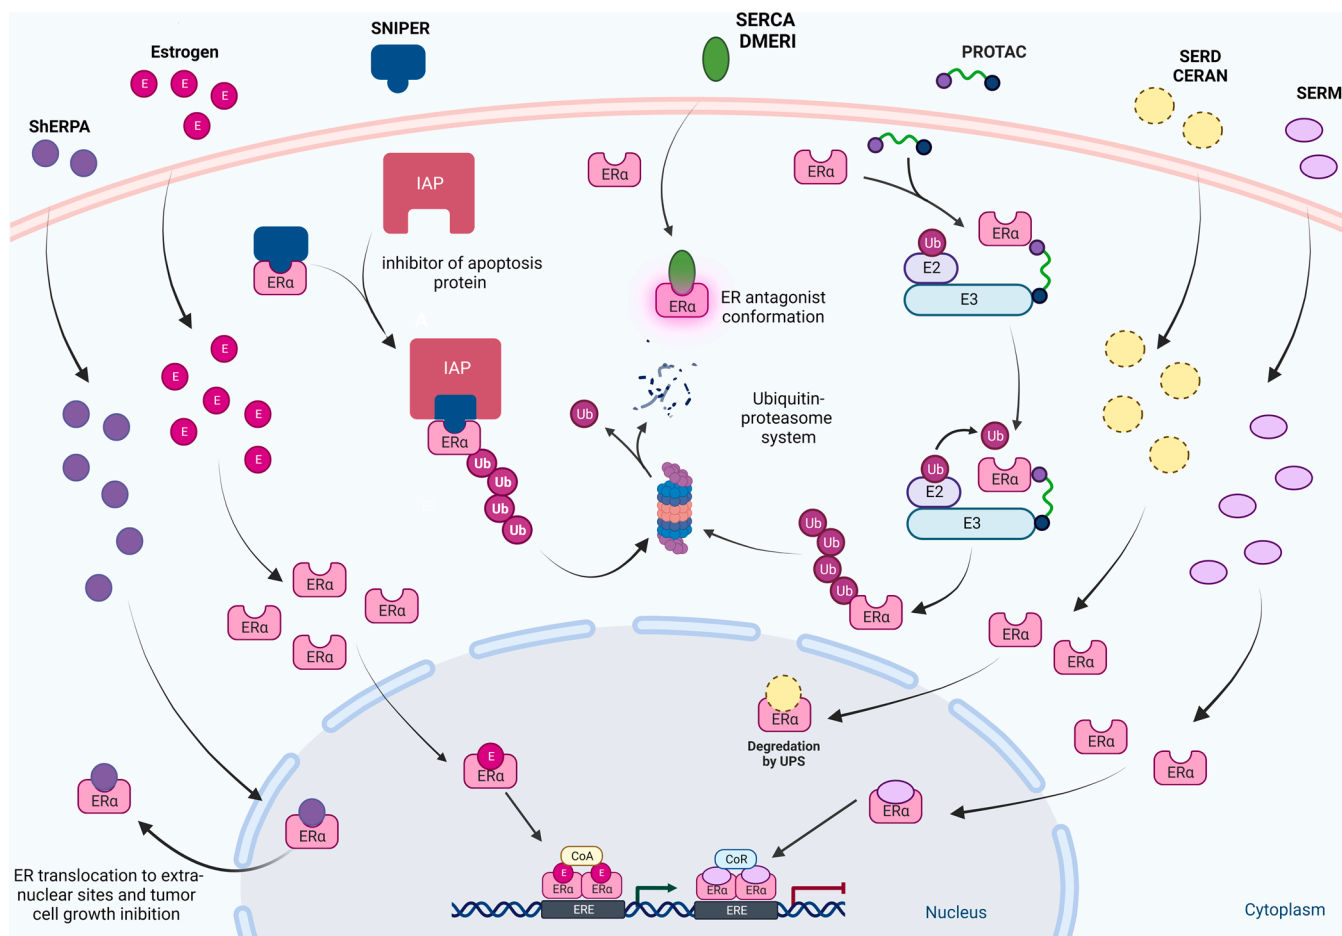 SERCA
DMERI
SNIPER
Estrogen
PROTAC
SERD
CERAN
SERM
ShERPA
E
E
E
E
IAP
ERα
ERα
ERα
Ub
E2
E3
ERα
inhibitor of apoptosis
protein
ERα
ER antagonist
conformation
A
E
E
E
E
E
E
IAP
ERα
Ub
Ub
Ub
Ub
Ub
Ubiquitin-
proteasome
system
Ub
Ub
E2
ERα
E3
Ub
Ub
Ub
Ub
ERα
ERα
ERα
ERα
ERα
ERα
ERα
ERα
Degredation
by UPS
ERα
ERα
E
ERα
ERα
ERα
ERα
CoA
E
E
ERα
ERα
ERE
CoR
ERα
ERα
ERE
ER translocation to extra-
nuclear sites and tumor
cell growth inibition
Nucleus
Cytoplasm